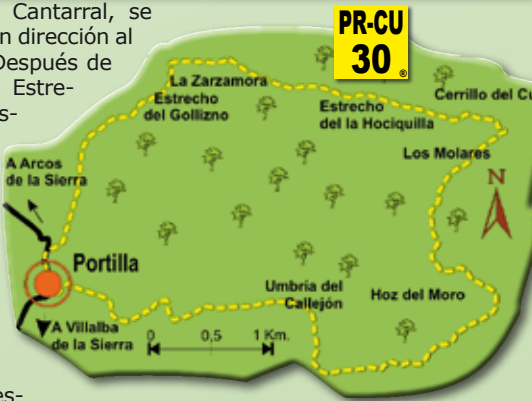 Cantarral, se
n dirección al
Después de
Estre-
s-
PR-CU
30
®
La Zarzamora
Estrecho
del Gollizno
Estrecho
del la Hociquilla
Cerrillo del Cu
Los Molares
N
A Arcos
de la Sierra
Portilla
Umbría del
Callejón
Hoz del Moro
A Villalba
de la Sierra
0 0,5 1 Km.
es-